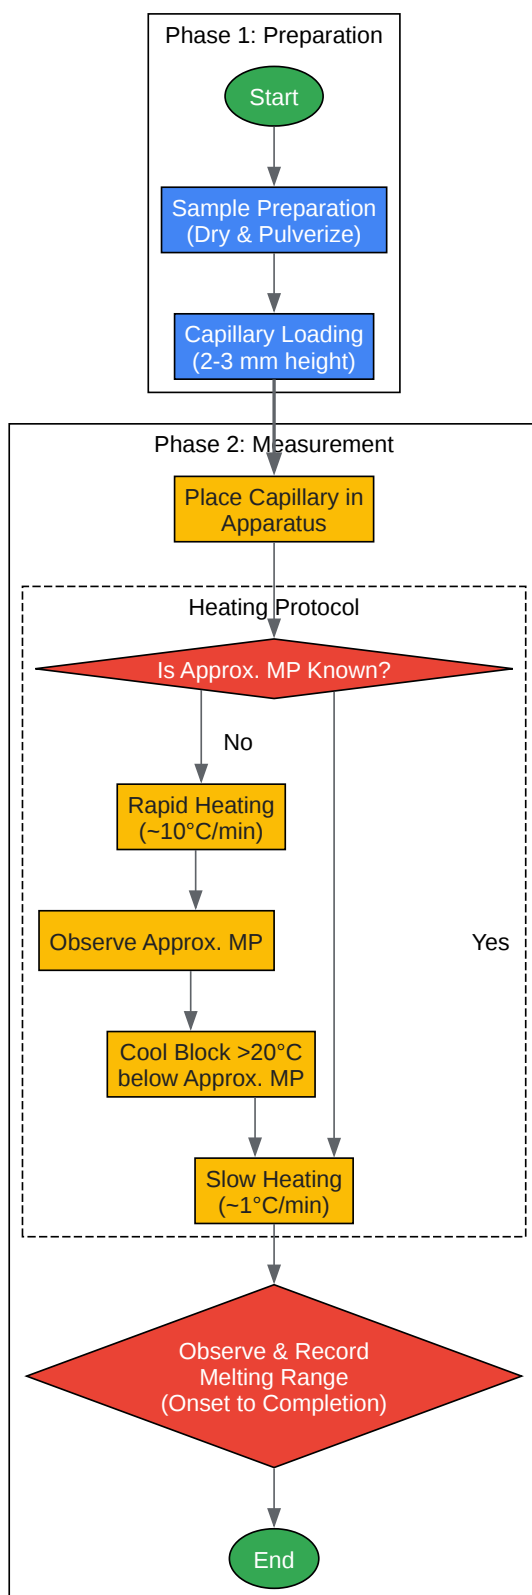 Phase 1: Preparation
Start
Sample Preparation
(Dry & Pulverize)
Capillary Loading
(2-3 mm height)
Phase 2: Measurement
Place Capillary in
Apparatus
Heating Protocol
Is Approx. MP Known?
No
Rapid Heating
(~10°C/min)
Observe Approx. MP
Yes
Cool Block >20°C
below Approx. MP
Slow Heating
(~1°C/min)
Observe & Record
Melting Range
(Onset to Completion)
End